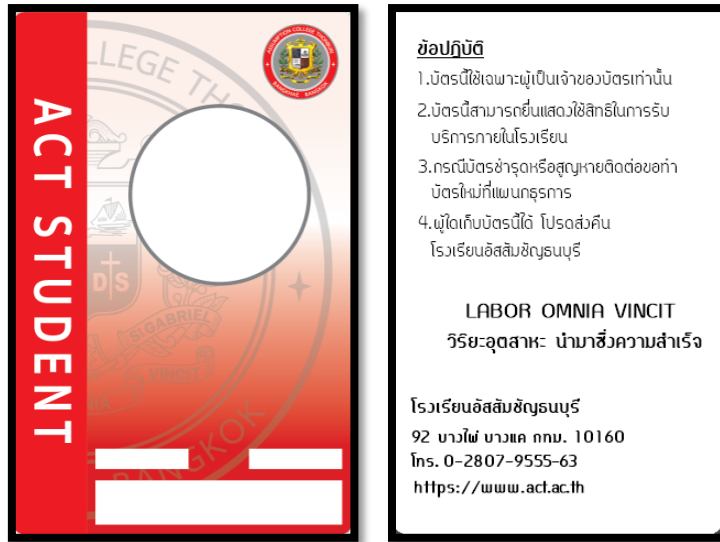 ACT STUDENT
ASSUMPTION COLLEGE THONBURI
BANGKHAE BANGKOK
LLEGE THO
D S
S GABRIEL
VINCIT
BANGKOK
ข้อปฏิบัติ
1.บัตรนี้ใช้เฉพาะผู้เป็นเจ้าของบัตรเท่านั้น
2.บัตรนี้สามารถยื่นแสดงใช้สิทธิในการรับ
บริการภายในโรงเรียน
3.กรณีบัตรชำรุดหรือสูญหายติดต่อขอทำ
บัตรใหม่ที่แผนกธุรการ
4.ผู้ใดเก็บบัตรนี้ได้ โปรดส่งคืน
โรงเรียนอัสสัมชัญธนบุรี
LABOR OMNIA VINCIT
วิริยะอุตสาหะ นำมาซึ่งความสำเร็จ
โรงเรียนอัสสัมชัญธนบุรี
92 บางไผ่ บางแค กทม. 10160
โทร. 0-2807-9555-63
https://www.act.ac.th